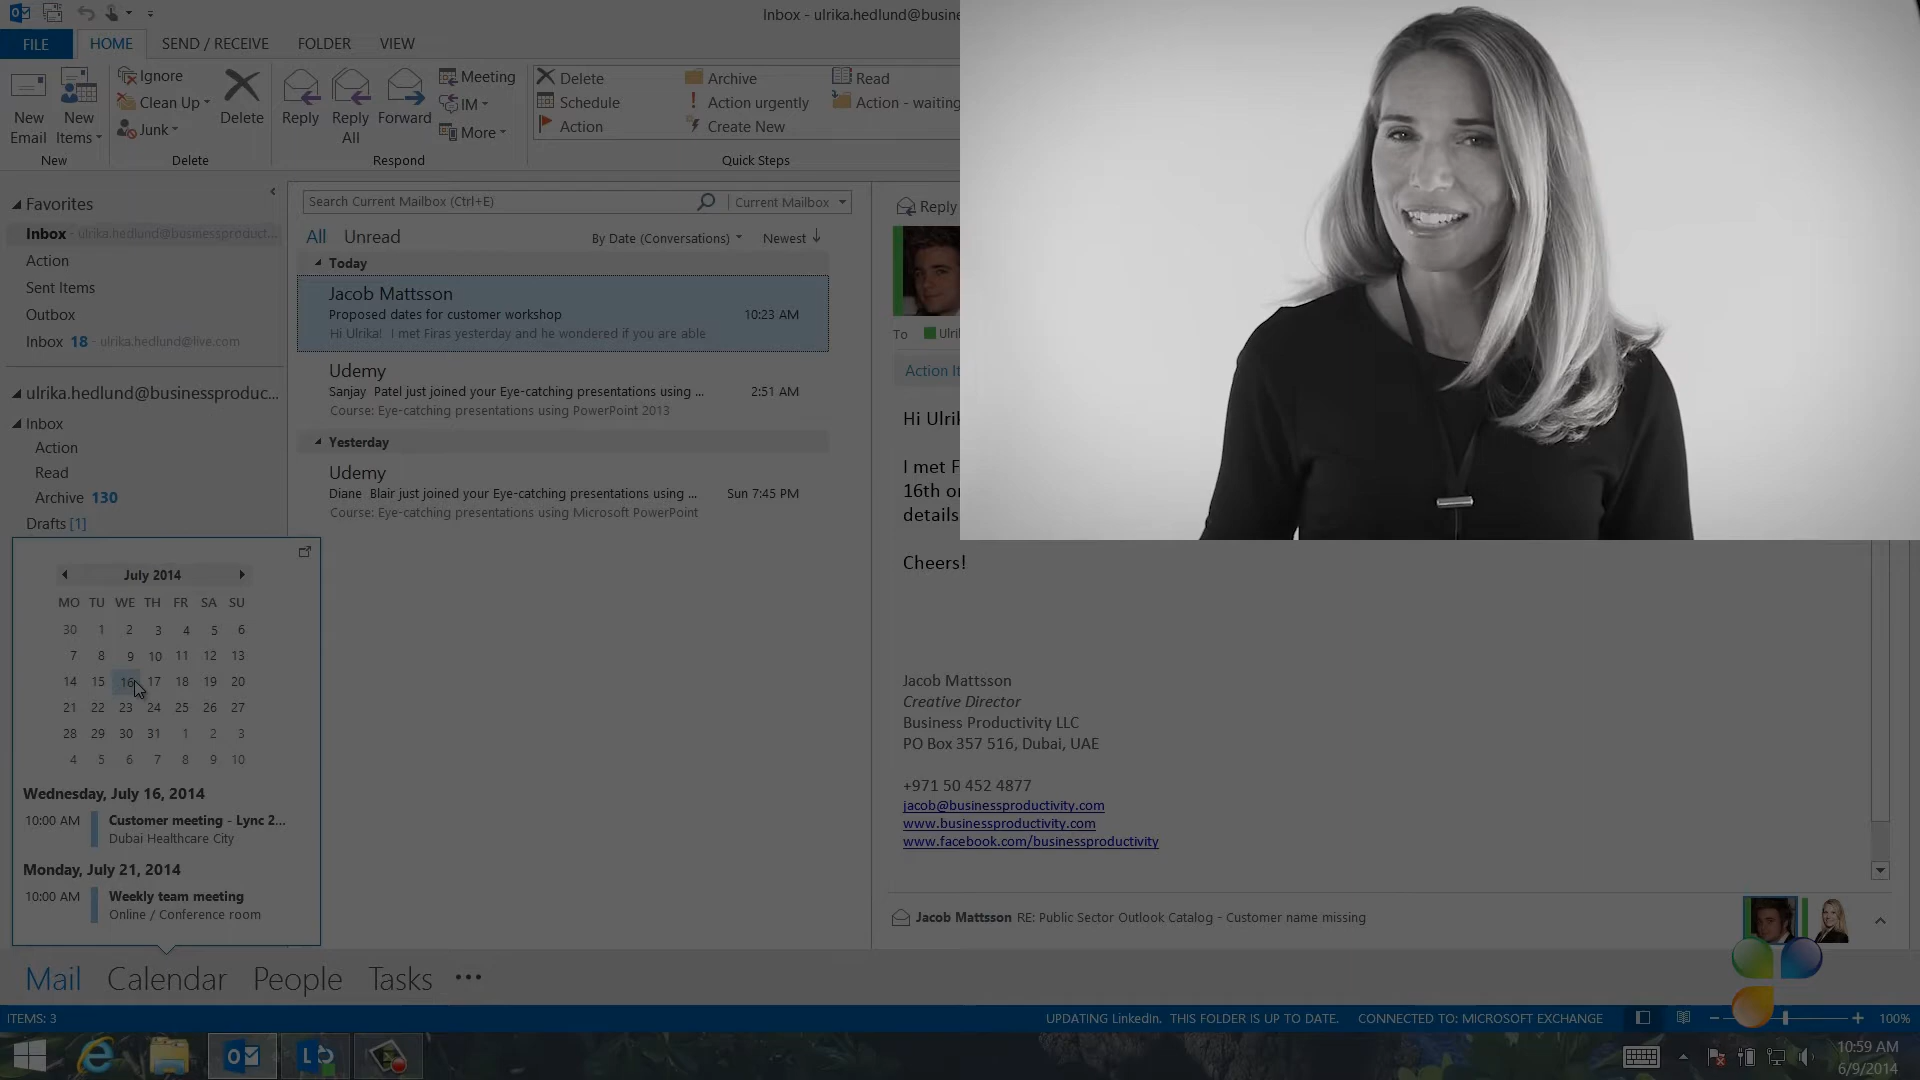 Inbox - ulrika.hedlund@busine
FILE HOME SEND / RECEIVE FOLDER VIEW
New Email
New Items
Ignore
Clean Up
Junk
Delete
Reply
Reply All
Forward
Meeting
IM
More
Delete
Schedule
Action
Archive
Action urgently
Create New
Read
Action - waiting
New Delete Respond Quick Steps
Favorites
Inbox - ulrika.hedlund@businessproduct...
Action
Sent Items
Outbox
Inbox 18 - ulrika.hedlund@live.com
ulrika.hedlund@businessproduc...
Inbox
Action
Read
Archive 130
Drafts [1]
July 2014
MO TU WE TH FR SA SU
30 1 2 3 4 5 6
7 8 9 10 11 12 13
14 15 16 17 18 19 20
21 22 23 24 25 26 27
28 29 30 31 1 2 3
4 5 6 7 8 9 10
Wednesday, July 16, 2014
10:00 AM Customer meeting - Lync 2...
Dubai Healthcare City
Monday, July 21, 2014
10:00 AM Weekly team meeting
Online / Conference room
Search Current Mailbox (Ctrl+E) Current Mailbox
All Unread By Date (Conversations) Newest
Today
Jacob Mattsson
Proposed dates for customer workshop 10:23 AM
Hi Ulrika! I met Firas yesterday and he wondered if you are able
Udemy
Sanjay Patel just joined your Eye-catching presentations using ... 2:51 AM
Course: Eye-catching presentations using PowerPoint 2013
Yesterday
Udemy
Diane Blair just joined your Eye-catching presentations using ... Sun 7:45 PM
Course: Eye-catching presentations using Microsoft PowerPoint
Reply
To Ulri
Action It
Hi Ulrik
I met F
16th or
details
Cheers!
Jacob Mattsson
Creative Director
Business Productivity LLC
PO Box 357 516, Dubai, UAE
+971 50 452 4877
jacob@businessproductivity.com
www.businessproductivity.com
www.facebook.com/businessproductivity
Jacob Mattsson RE: Public Sector Outlook Catalog - Customer name missing
Mail Calendar People Tasks •••
ITEMS: 3 UPDATING LinkedIn. THIS FOLDER IS UP TO DATE. CONNECTED TO: MICROSOFT EXCHANGE 100%
10:59 AM
6/9/2014